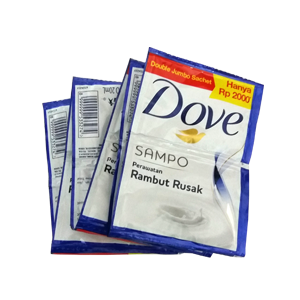 Double Jumbo Sachet
Hanya
Rp 2000
Dove
SAMPO
Perawatan
Rambut Rusak